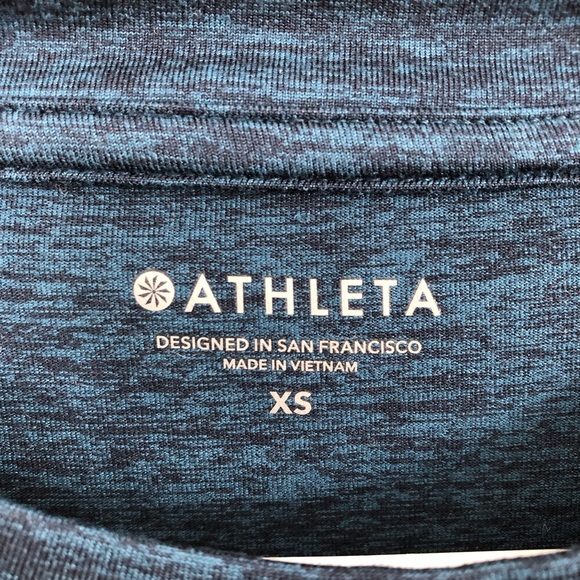 ATHLETA
DESIGNED IN SAN FRANCISCO
MADE IN VIETNAM
XS